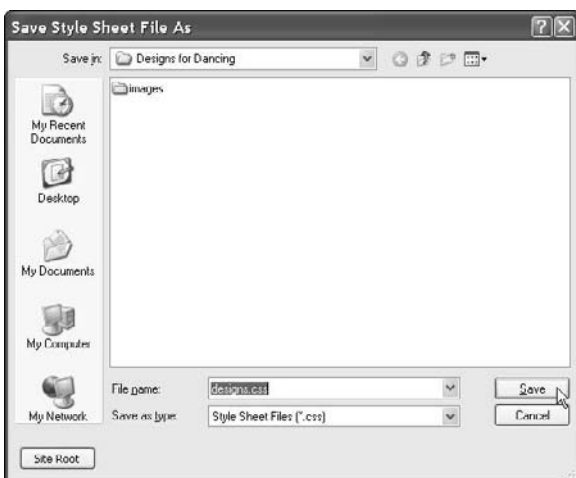 Save Style Sheet File As
Save in:
Designs for Dancing
images
My Recent
Documents
Desktop
My Documents
My Computer
My Network
File name:
designs.css
Save
Save as type:
Style Sheet Files (*.css)
Cancel
Site Root